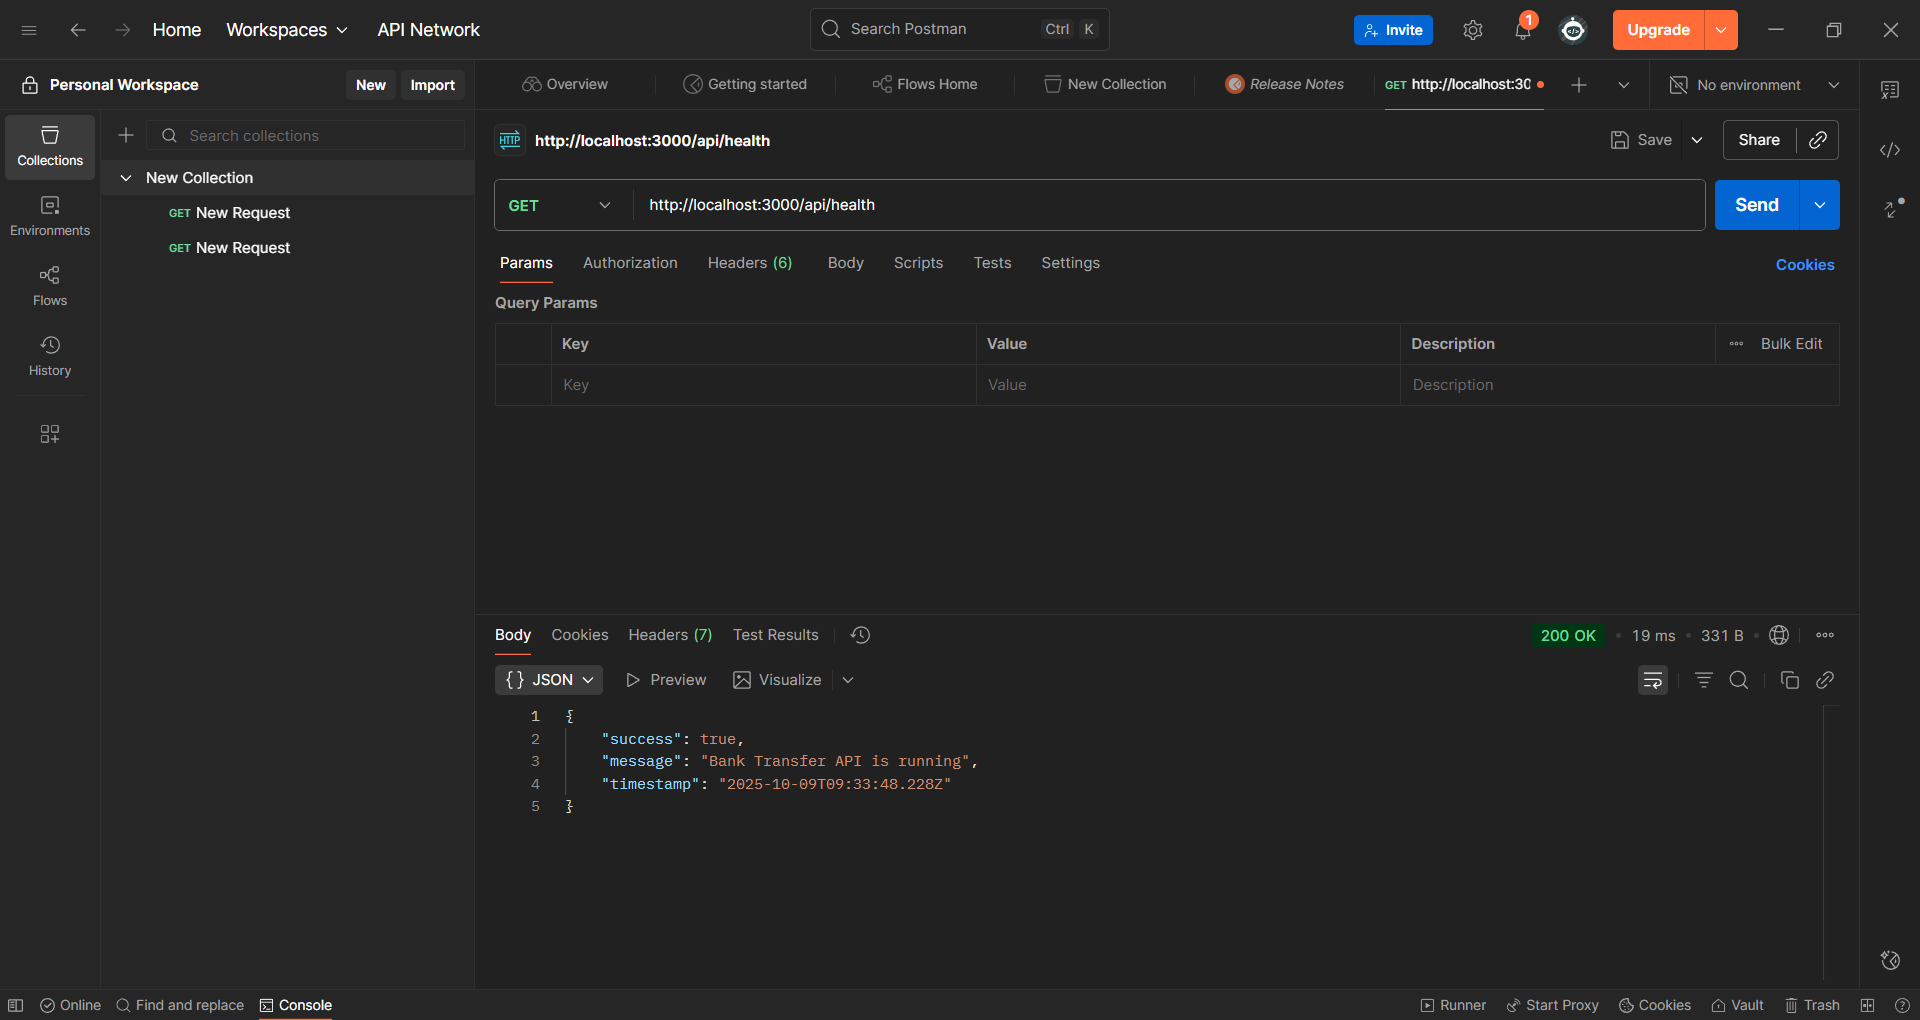 Home
Workspaces
API Network
Search Postman
Ctrl K
Invite
1
Upgrade
Personal Workspace
New
Import
Overview
Getting started
Flows Home
New Collection
Release Notes
GET http://localhost:30
No environment
Collections
Search collections
New Collection
GET New Request
GET New Request
Environments
Flows
History
HTTP http://localhost:3000/api/health
Save
Share
GET
http://localhost:3000/api/health
Send
Params
Authorization
Headers (6)
Body
Scripts
Tests
Settings
Cookies
Query Params
Key Value Description Bulk Edit
Key Value Description
Body
Cookies
Headers (7)
Test Results
200 OK
19 ms
331 B
{} JSON
Preview
Visualize
1 {
2 "success": true,
3 "message": "Bank Transfer API is running",
4 "timestamp": "2025-10-09T09:33:48.228Z"
5 }
Online
Find and replace
Console
Runner
Start Proxy
Cookies
Vault
Trash